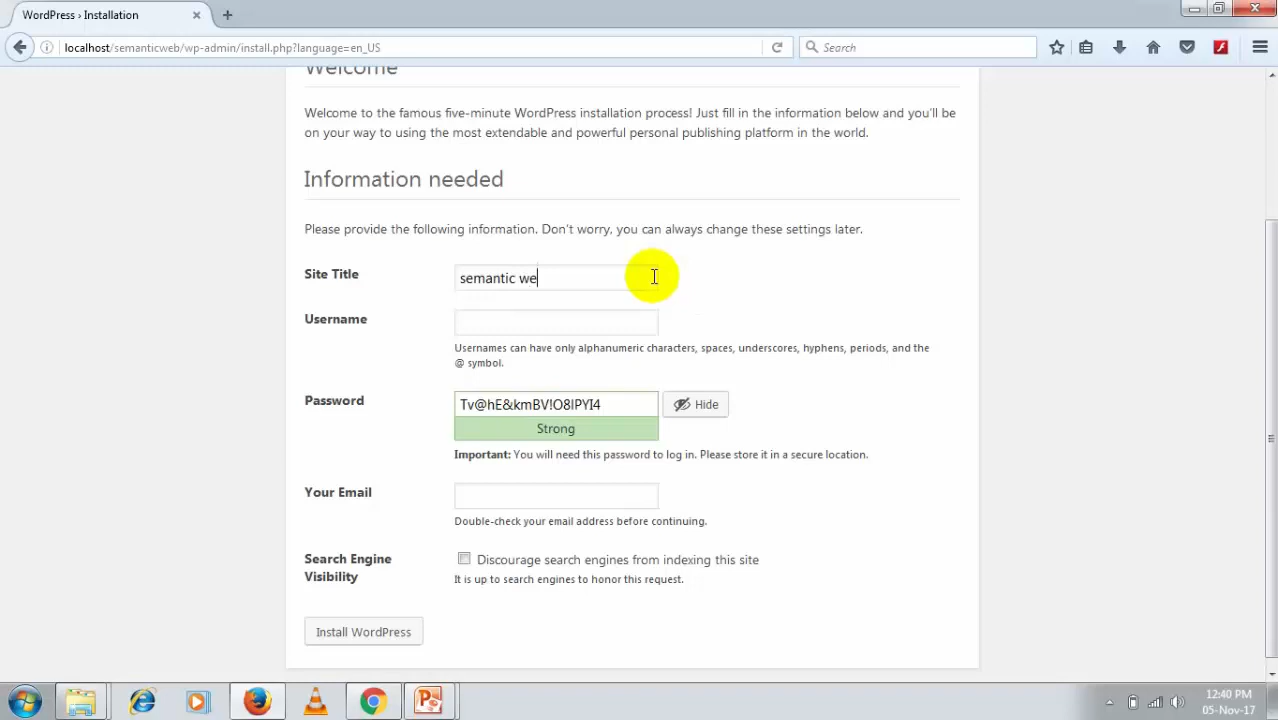 WordPress › Installation
localhost/semanticweb/wp-admin/install.php?language=en_US
Search
Welcome
Welcome to the famous five-minute WordPress installation process! Just fill in the information below and you'll be
on your way to using the most extendable and powerful personal publishing platform in the world.
Information needed
Please provide the following information. Don't worry, you can always change these settings later.
Site Title
semantic we
Username
Usernames can have only alphanumeric characters, spaces, underscores, hyphens, periods, and the
@ symbol.
Password
Tv@hE&kmBV!O8lPYI4
Hide
Strong
Important: You will need this password to log in. Please store it in a secure location.
Your Email
Double-check your email address before continuing.
Search Engine
Visibility
Discourage search engines from indexing this site
It is up to search engines to honor this request.
Install WordPress
12:40 PM
05-Nov-17